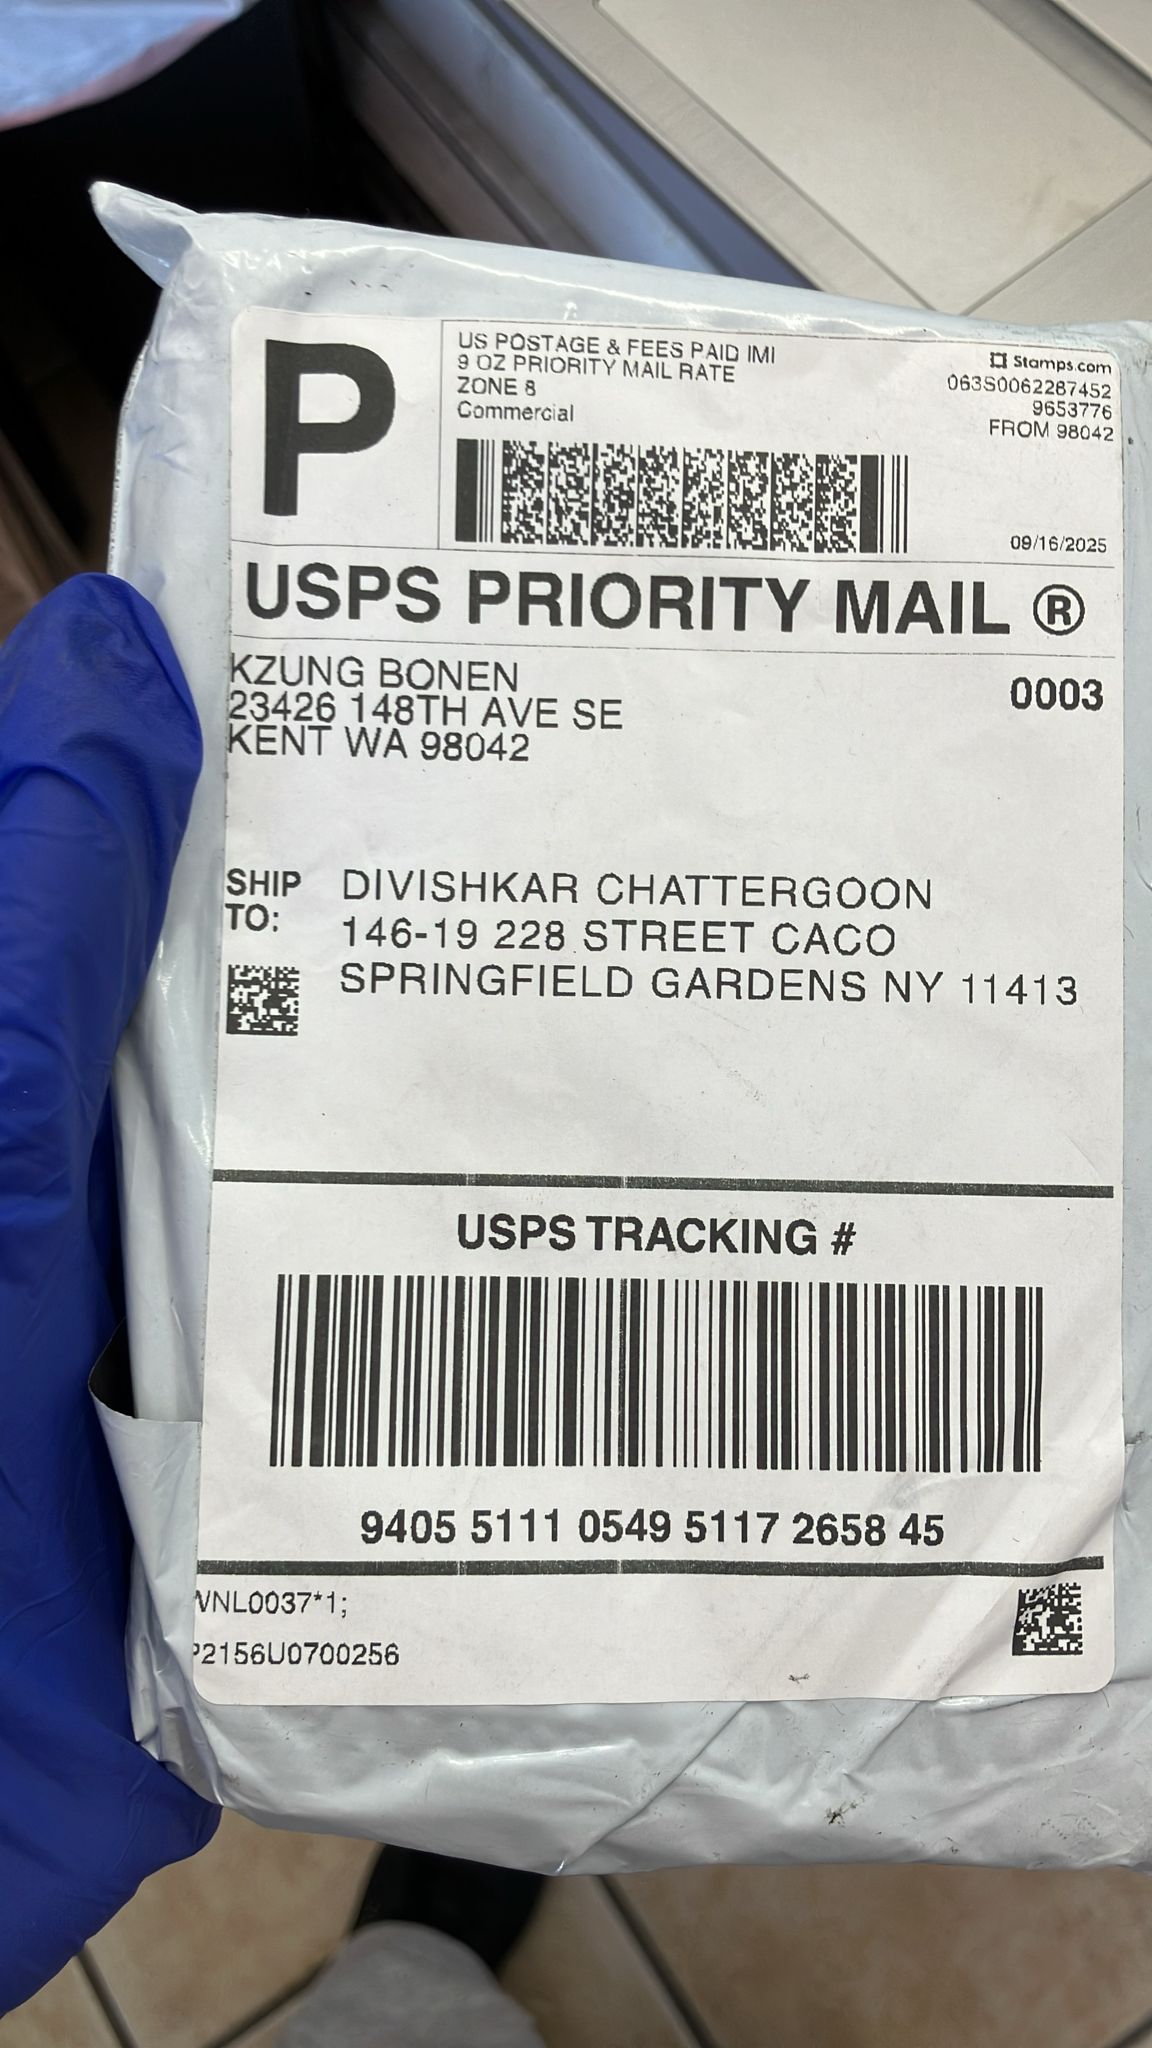 P
US POSTAGE & FEES PAID IMI
9 OZ PRIORITY MAIL RATE
ZONE 8
Commercial
Stamps.com
063S0062287452
9653776
FROM 98042
09/16/2025
USPS PRIORITY MAIL ®
KZUNG BONEN
23426 148TH AVE SE
KENT WA 98042
0003
SHIP TO:
DIVISHKAR CHATTERGOON
146-19 228 STREET CACO
SPRINGFIELD GARDENS NY 11413
USPS TRACKING #
9405 5111 0549 5117 2658 45
VNL0037*1;
P2156U0700256